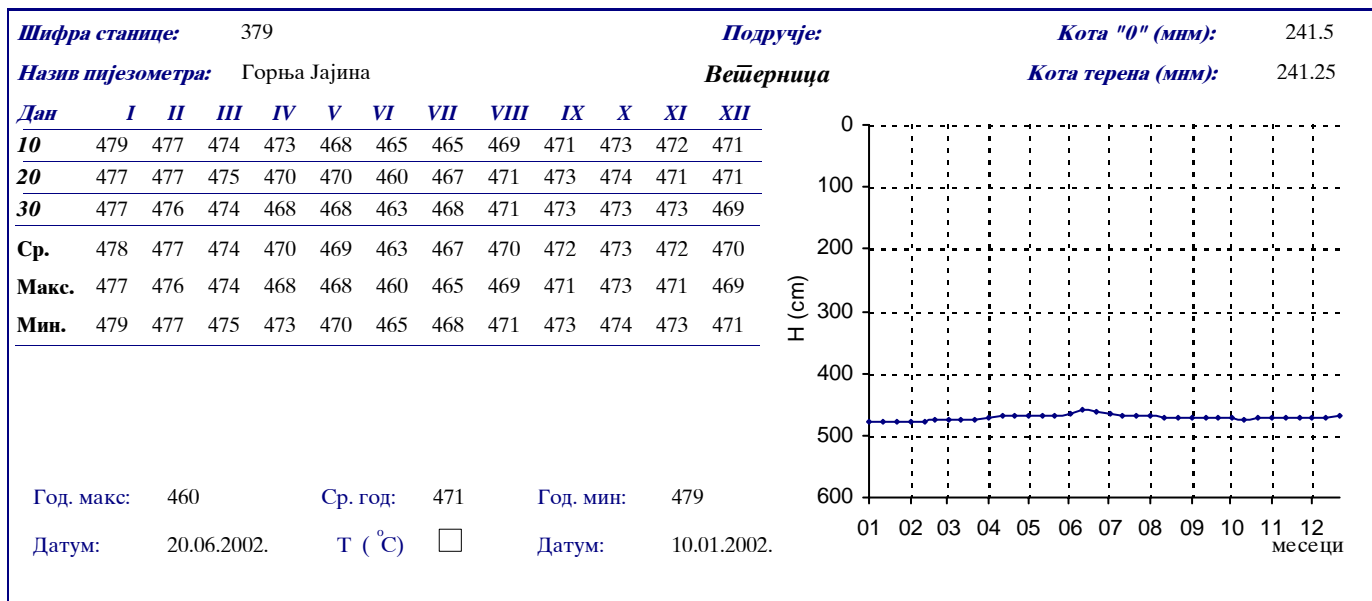 Шифра станице: 379 Подручје: Кота "0" (мнм): 241.5
Назив пијезометра: Горња Јајина Ветерница Кота терена (мнм): 241.25
Дан I II III IV V VI VII VIII IX X XI XII
10 479 477 474 473 468 465 465 469 471 473 472 471
20 477 477 475 470 470 460 467 471 473 474 471 471
30 477 476 474 468 468 463 468 471 473 473 473 469
Ср. 478 477 474 470 469 463 467 470 472 473 472 470
Макс. 477 476 474 468 468 460 465 469 471 473 471 469
Мин. 479 477 475 473 470 465 468 471 473 474 473 471
0
100
200
300
400
500
600
H (cm)
01 02 03 04 05 06 07 08 09 10 11 12
месеци
Год. макс: 460 Ср. год: 471 Год. мин: 479
Датум: 20.06.2002. Т ( °C) Датум: 10.01.2002.